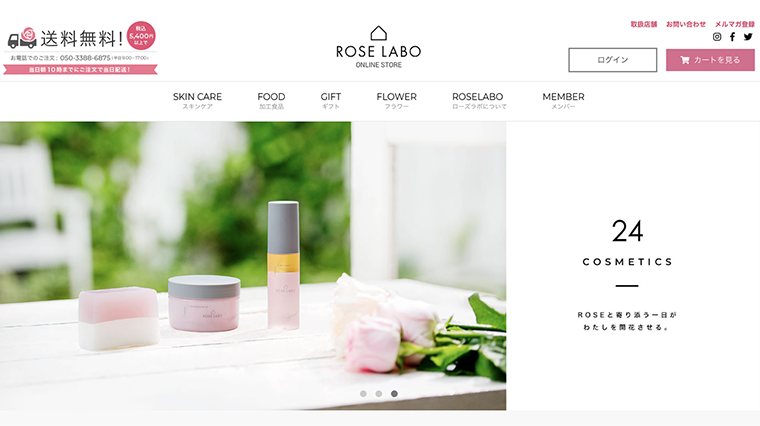 送料無料!
税込
5,400円
以上で
お電話でのご注文:050-3388-6875(平日9:00 - 17:00)
当日朝10時までにご注文で当日配送!
ROSE LABO
ONLINE STORE
取扱店舗 お問い合わせ メルマガ登録
ログイン
カートを見る
SKIN CARE
スキンケア
FOOD
加工食品
GIFT
ギフト
FLOWER
フラワー
ROSELABO
ローズラボについて
MEMBER
メンバー
ROSE LABO
24
COSMETICS
ROSEと寄り添う一日が
わたしを開花させる。